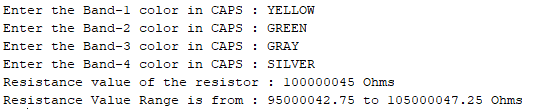 Enter the Band-1 color in CAPS : YELLOW
Enter the Band-2 color in CAPS : GREEN
Enter the Band-3 color in CAPS : GRAY
Enter the Band-4 color in CAPS : SILVER
Resistance value of the resistor : 100000045 Ohms
Resistance Value Range is from : 95000042.75 to 105000047.25 Ohms